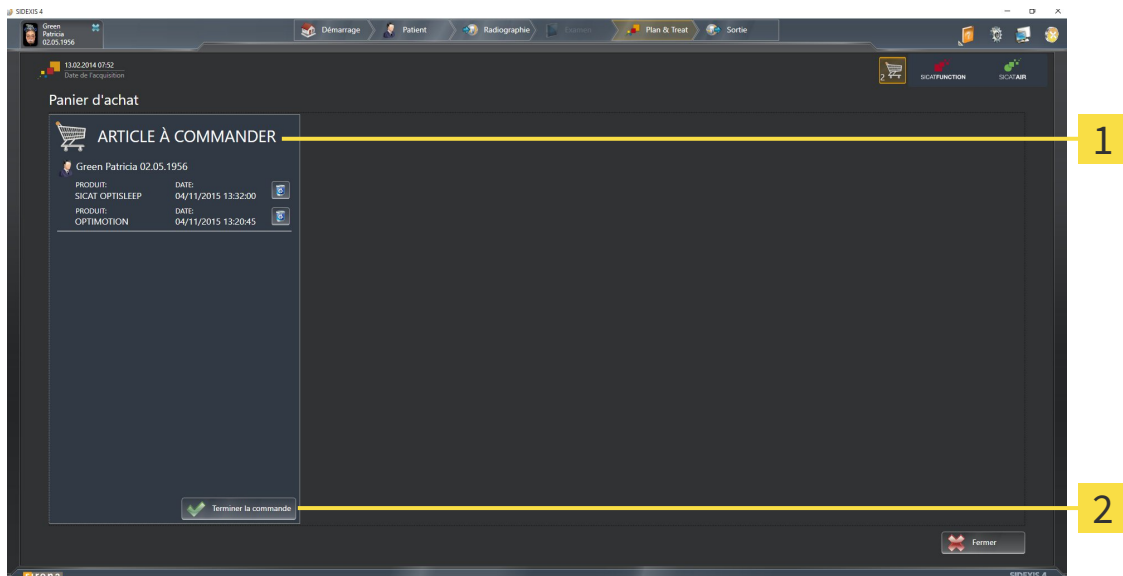 SIDEXIS 4
Green
Patricia
02.05.1956
Démarrage
Patient
Radiographie
Examen
Plan & Treat
Sortie
13.02.2014 07:52
Date de l'acquisition
2
SICATFUNCTION
SICATAIR
Panier d'achat
ARTICLE À COMMANDER
1
Green Patricia 02.05.1956
PRODUIT: DATE:
SICAT OPTISLEEP 04/11/2015 13:32:00
PRODUIT: DATE:
OPTIMOTION 04/11/2015 13:20:45
Terminer la commande
2
Fermer
sirona
SIDEXIS 4